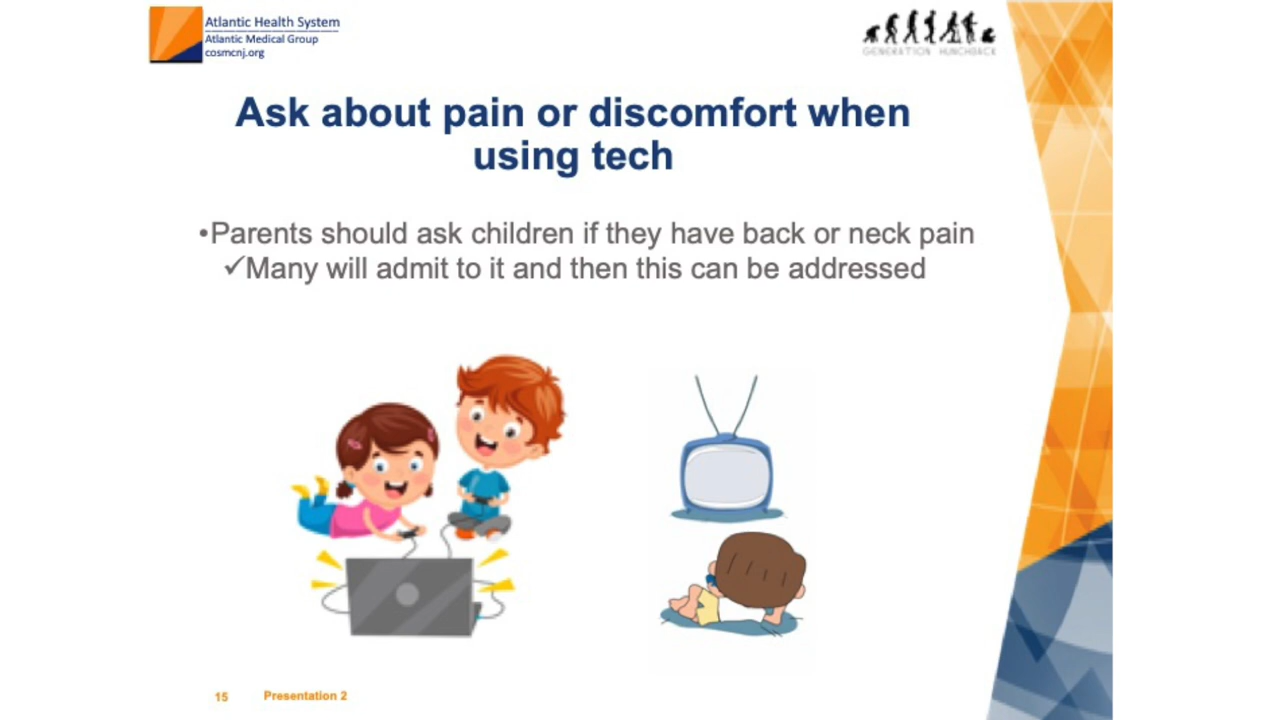 Atlantic Health System
Atlantic Medical Group
cosmcnj.org
GENERATION HUNCHBACK
Ask about pain or discomfort when
using tech
•Parents should ask children if they have back or neck pain
✓Many will admit to it and then this can be addressed
15 Presentation 2